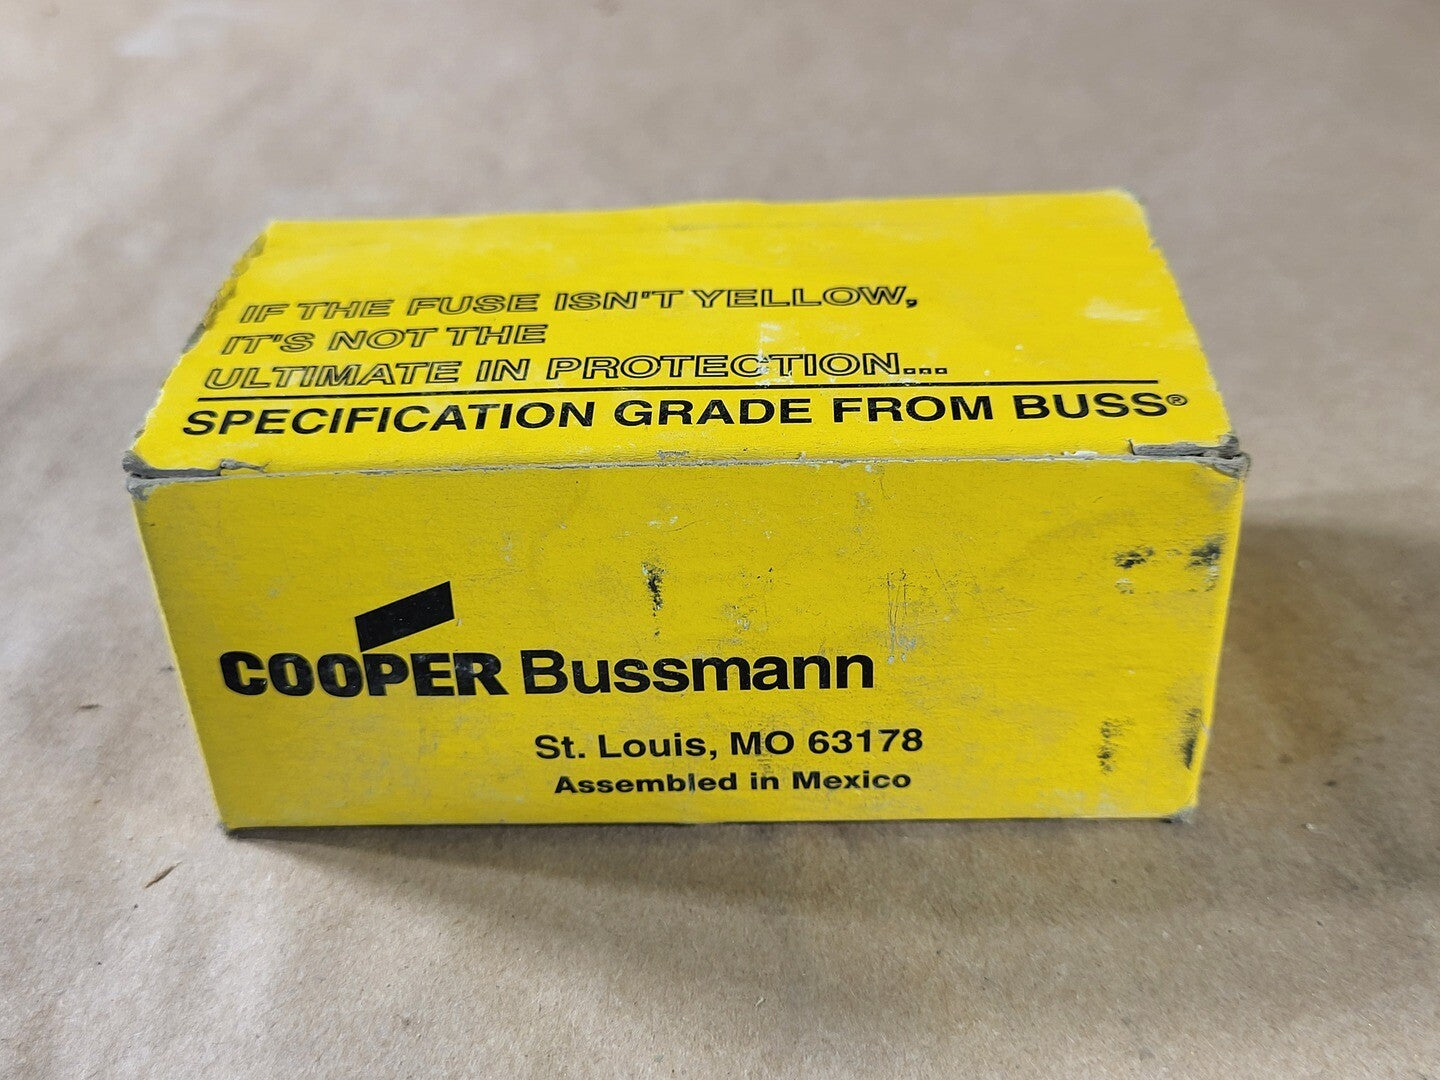 IF THE FUSE ISN'T YELLOW,
IT'S NOT THE
ULTIMATE IN PROTECTION...
SPECIFICATION GRADE FROM BUSS®
COOPER Bussmann
St. Louis, MO 63178
Assembled in Mexico